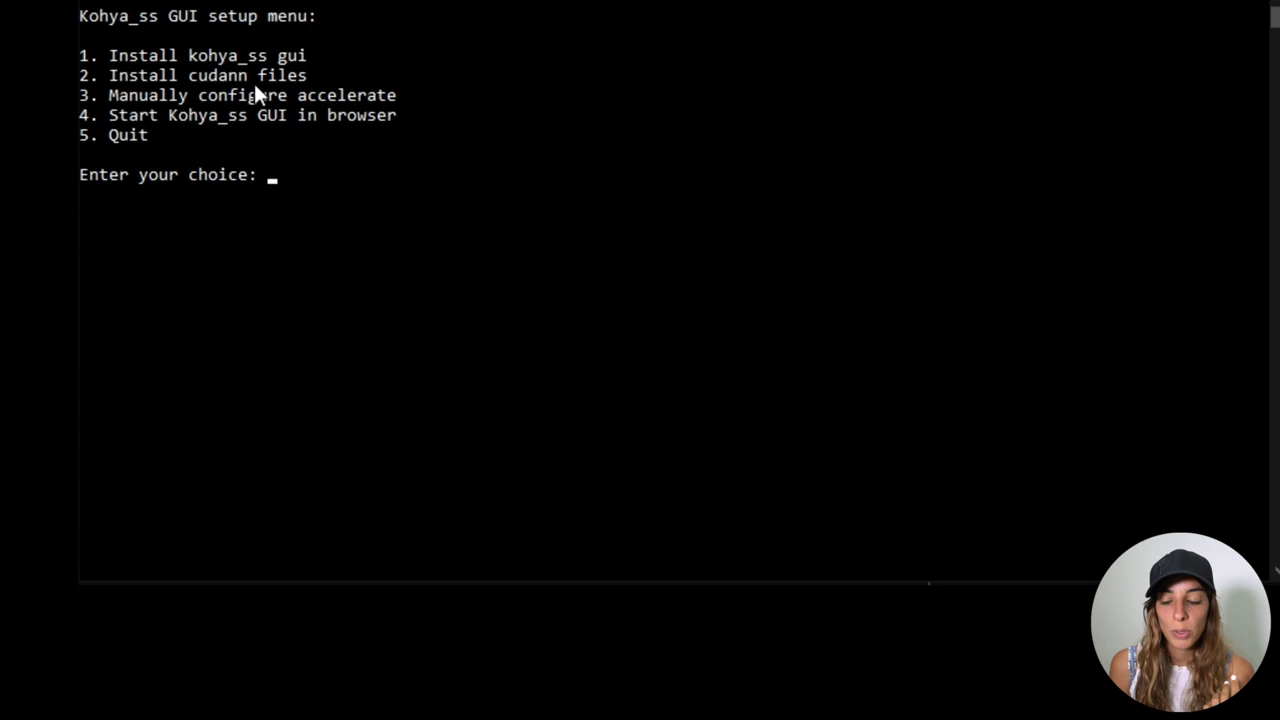 Kohya_ss GUI setup menu:
1. Install kohya_ss gui
2. Install cudann files
3. Manually configure accelerate
4. Start Kohya_ss GUI in browser
5. Quit
Enter your choice: